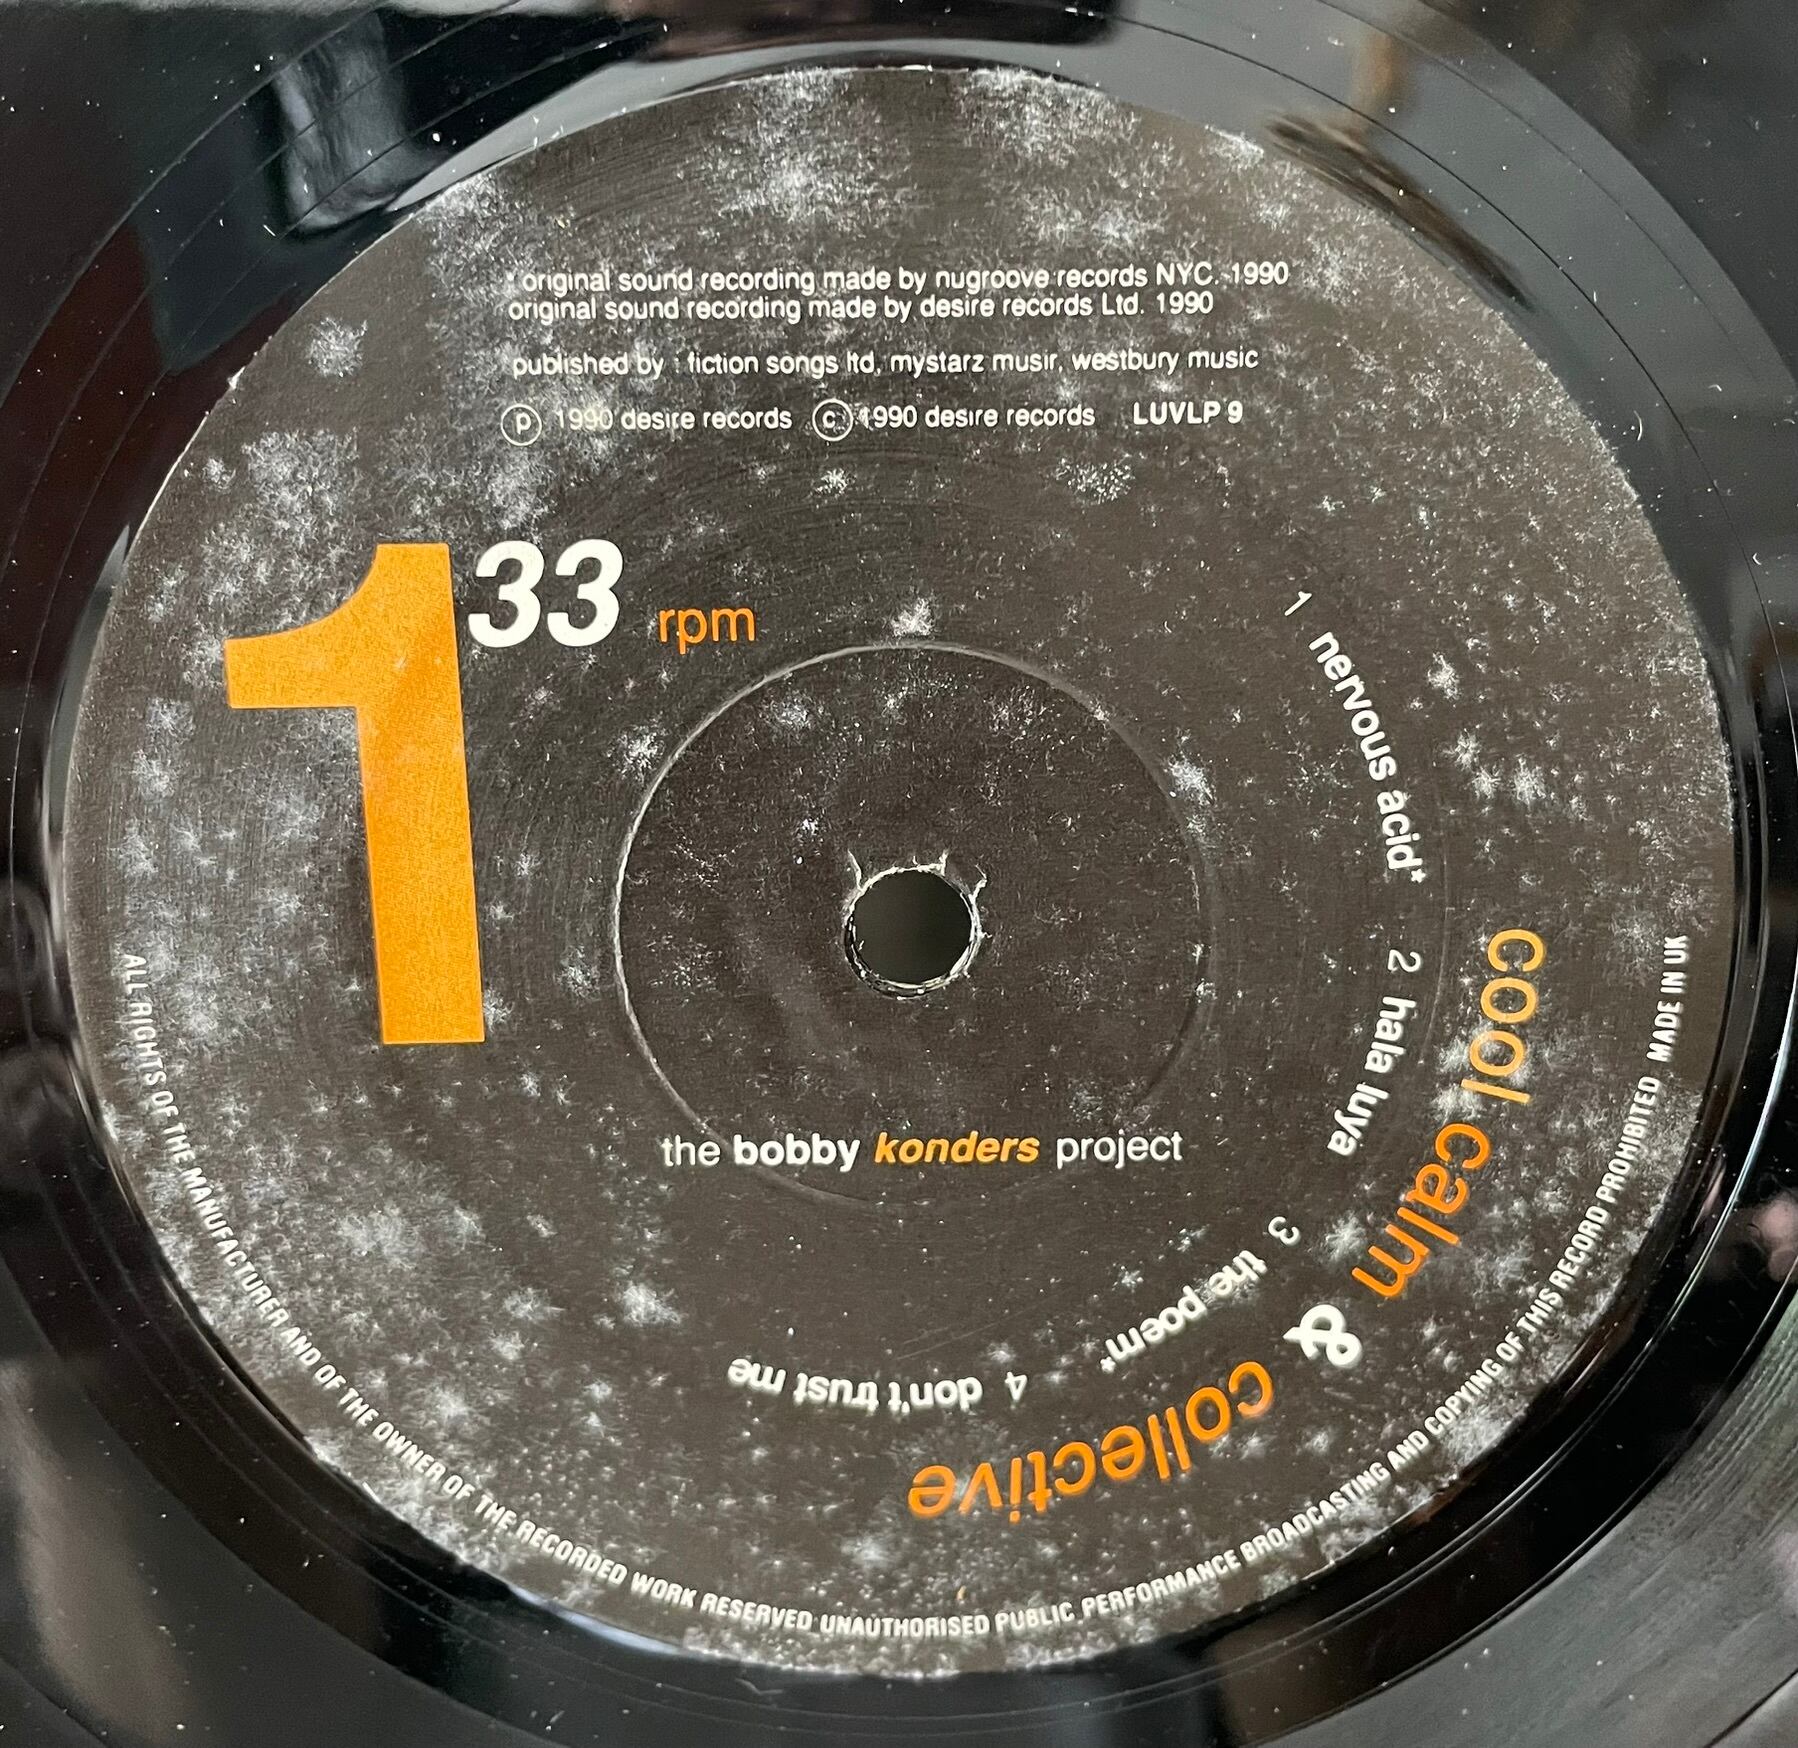 * original sound recording made by nugroove records NYC. 1990
original sound recording made by desire records Ltd. 1990
published by : fiction songs ltd, mystarz music, westbury music
℗ 1990 desire records © 1990 desire records LUVLP 9
1 33 rpm
1 nervous acid* 2 hala luya 3 the poem* 4 don't trust me
cool calm & collective
the bobby konders project
ALL RIGHTS OF THE MANUFACTURER AND OF THE OWNER OF THE RECORDED WORK RESERVED UNAUTHORISED PUBLIC PERFORMANCE BROADCASTING AND COPYING OF THIS RECORD PROHIBITED MADE IN UK